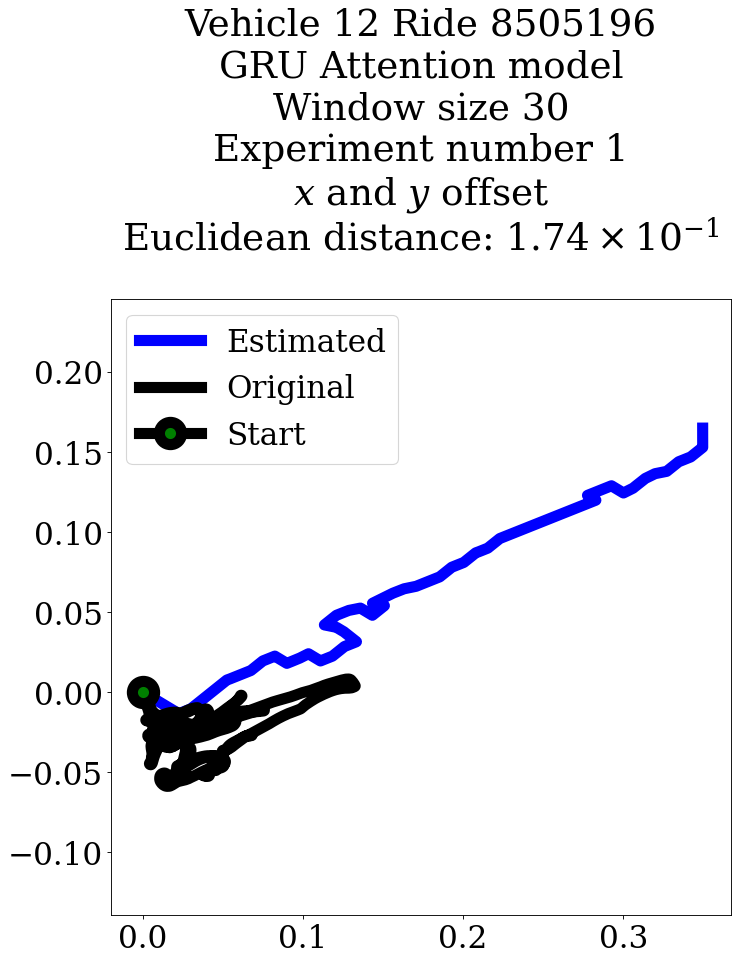 Vehicle 12 Ride 8505196
GRU Attention model
Window size 30
Experiment number 1
x and y offset
Euclidean distance: 1.74 × 10⁻¹
Estimated
Original
Start
0.20
0.15
0.10
0.05
0.00
−0.05
−0.10
0.0 0.1 0.2 0.3